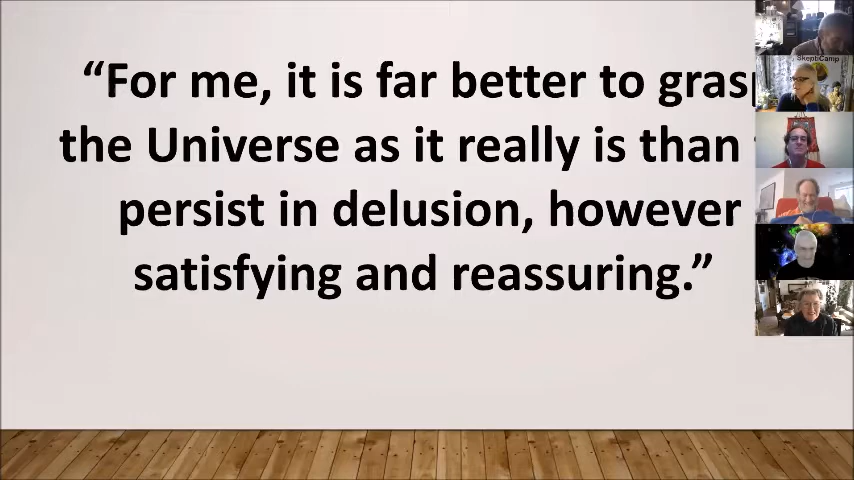 “For me, it is far better to grasp
the Universe as it really is than
persist in delusion, however
satisfying and reassuring.”
SkeptiCamp